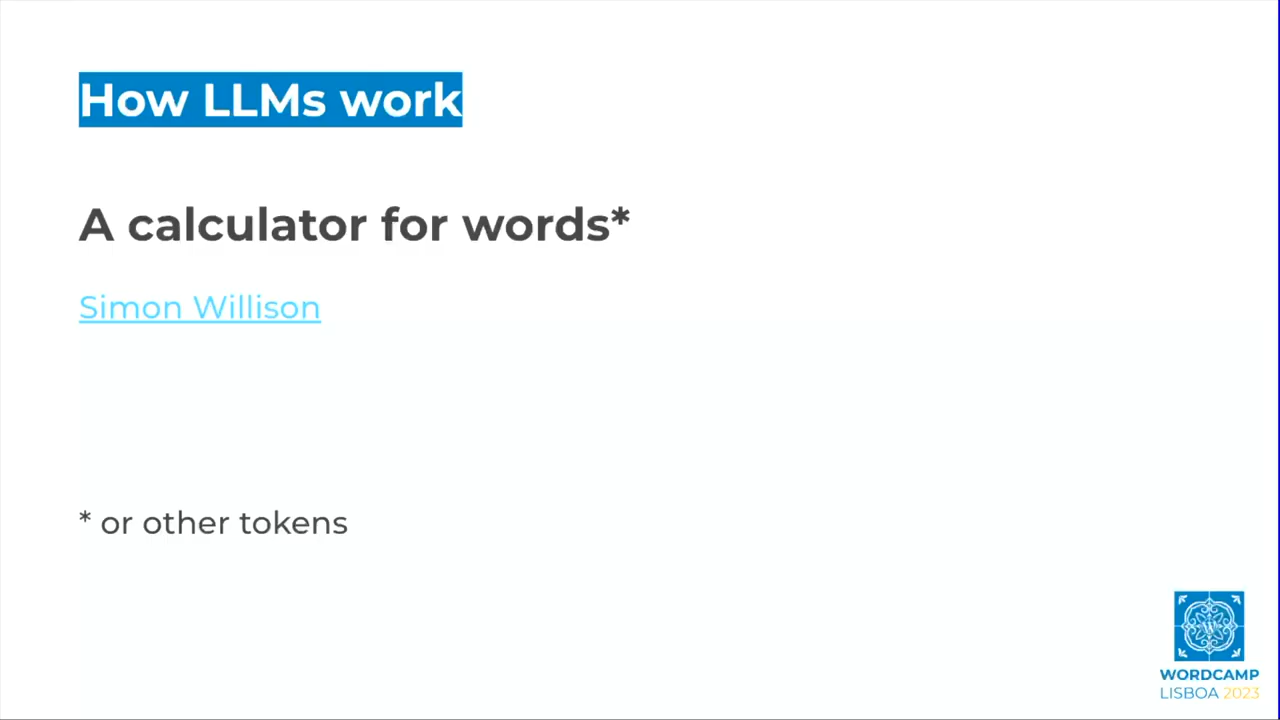 How LLMs work
A calculator for words*
Simon Willison
* or other tokens
WORDCAMP
LISBOA 2023